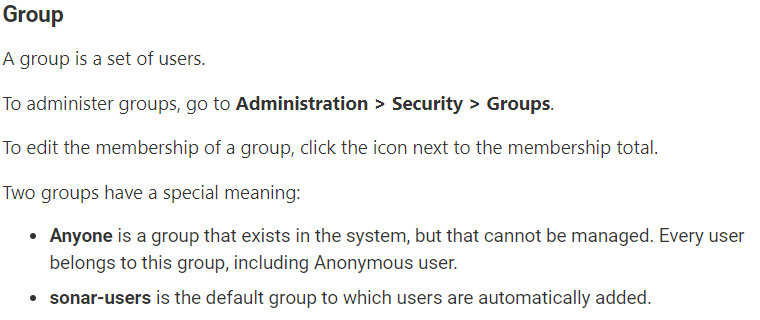 Group
A group is a set of users.
To administer groups, go to Administration > Security > Groups.
To edit the membership of a group, click the icon next to the membership total.
Two groups have a special meaning:
• Anyone is a group that exists in the system, but that cannot be managed. Every user
belongs to this group, including Anonymous user.
• sonar-users is the default group to which users are automatically added.